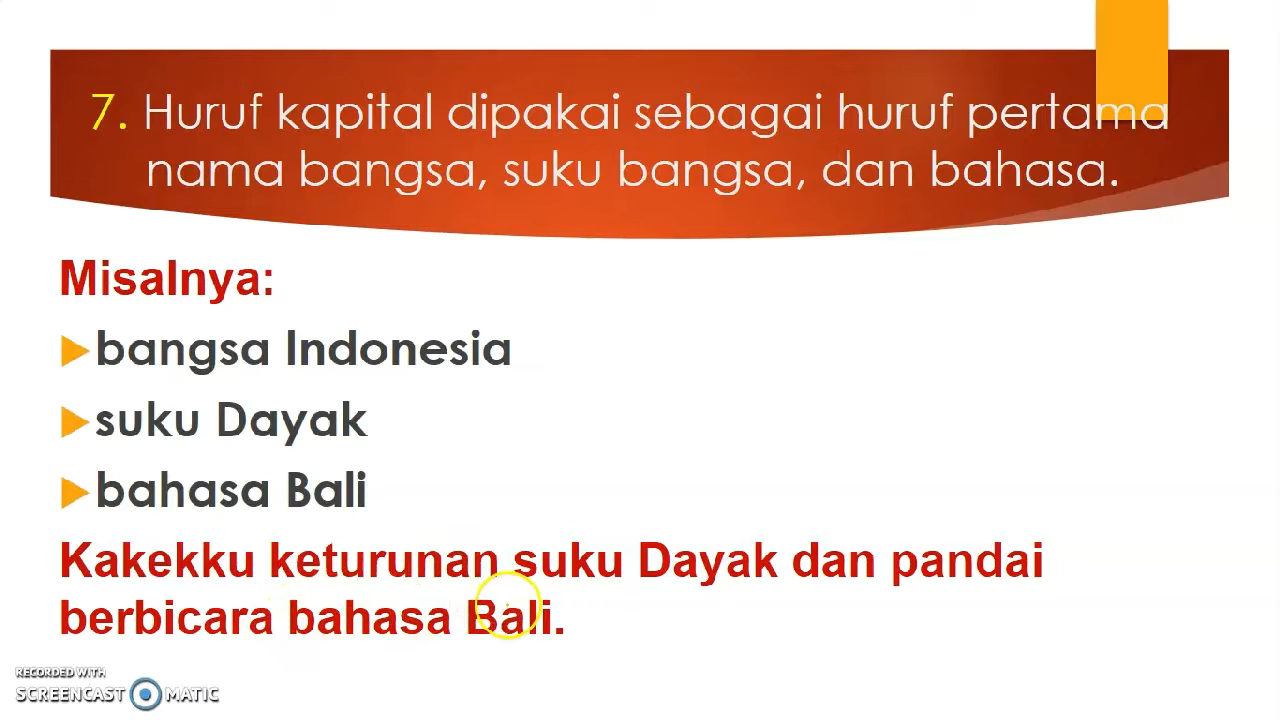 7. Huruf kapital dipakai sebagai huruf pertama
nama bangsa, suku bangsa, dan bahasa.
Misalnya:
bangsa Indonesia
suku Dayak
bahasa Bali
Kakekku keturunan suku Dayak dan pandai
berbicara bahasa Bali.
RECORDED WITH
SCREENCAST MATIC